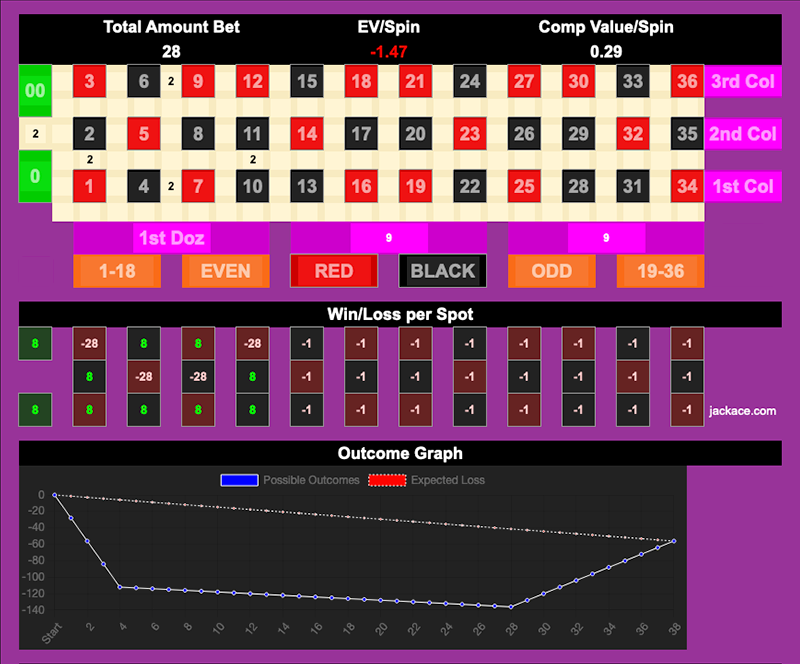 Total Amount Bet EV/Spin Comp Value/Spin
28 -1.47 0.29
00 3 6 2 9 12 15 18 21 24 27 30 33 36 3rd Col
2 2 5 8 11 14 17 20 23 26 29 32 35 2nd Col
2 2
0 1 4 2 7 10 13 16 19 22 25 28 31 34 1st Col
1st Doz 9 9
1-18 EVEN RED BLACK ODD 19-36
Win/Loss per Spot
8 -28 8 8 -28 -1 -1 -1 -1 -1 -1 -1 -1
8 -28 -28 8 -1 -1 -1 -1 -1 -1 -1 -1
8 8 8 8 8 -1 -1 -1 -1 -1 -1 -1 -1 jackace.com
Outcome Graph
Possible Outcomes Expected Loss
0
-20
-40
-60
-80
-100
-120
-140
Start 2 4 6 8 10 12 14 16 18 20 22 24 26 28 30 32 34 36 38